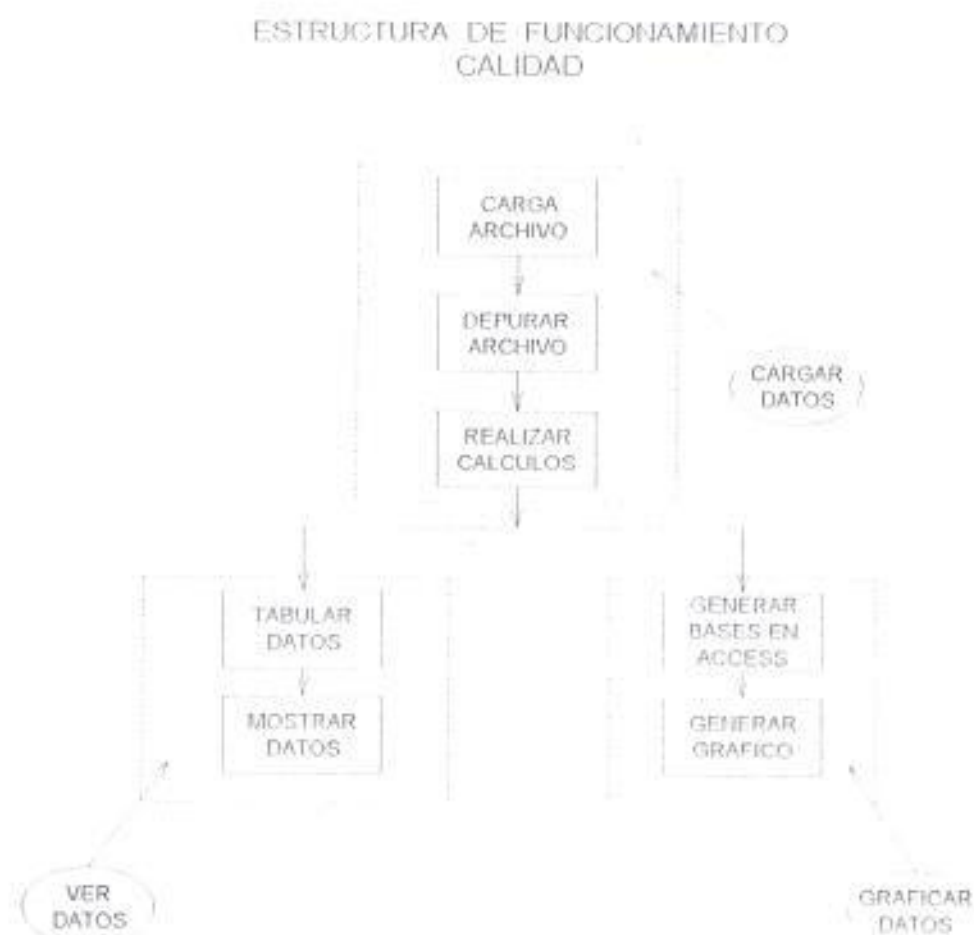 ESTRUCTURA DE FUNCIONAMIENTO
CALIDAD
CARGA
ARCHIVO
DEPURAR
ARCHIVO
CARGAR
DATOS
REALIZAR
CALCULOS
TABULAR
DATOS
GENERAR
BASES EN
ACCESS
MOSTRAR
DATOS
GENERAR
GRAFICO
VER
DATOS
GRAFICAR
DATOS